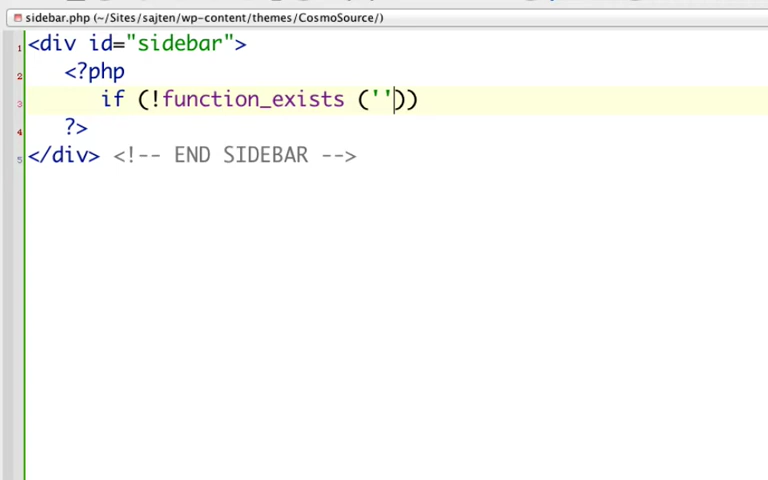 sidebar.php (~/Sites/sajten/wp-content/themes/CosmoSource/)
1 <div id="sidebar">
2 <?php
3 if (!function_exists (''))
4 ?>
5 </div> <!-- END SIDEBAR -->